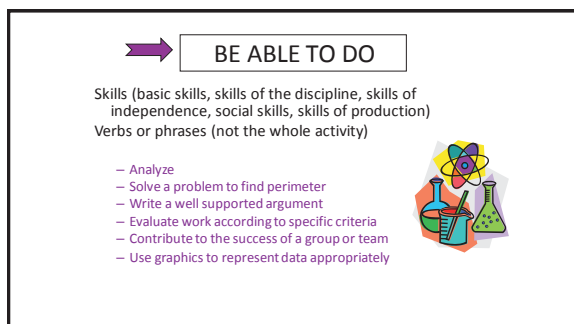 BE ABLE TO DO
Skills (basic skills, skills of the discipline, skills of
independence, social skills, skills of production)
Verbs or phrases (not the whole activity)
– Analyze
– Solve a problem to find perimeter
– Write a well supported argument
– Evaluate work according to specific criteria
– Contribute to the success of a group or team
– Use graphics to represent data appropriately